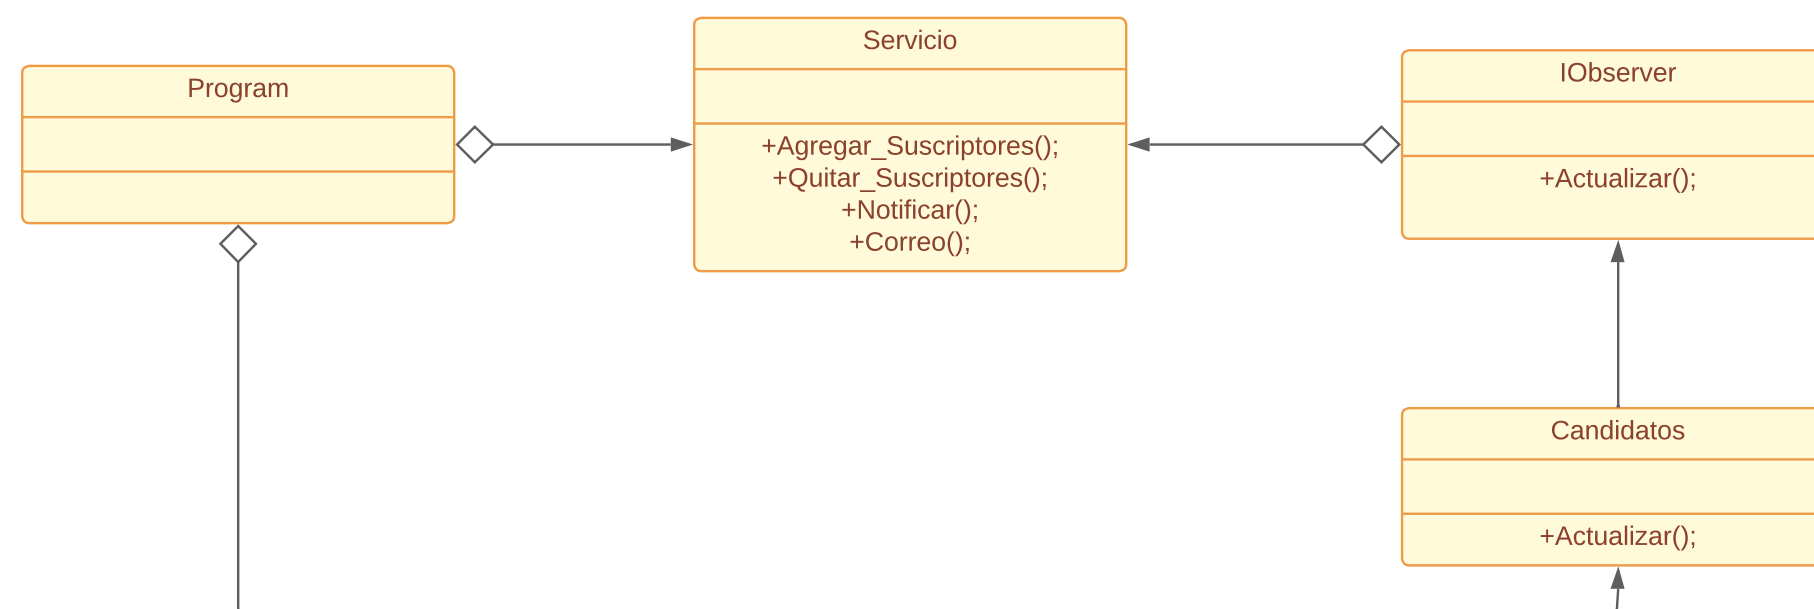 Program
Servicio
+Agregar_Suscriptores();
+Quitar_Suscriptores();
+Notificar();
+Correo();
IObserver
+Actualizar();
Candidatos
+Actualizar();